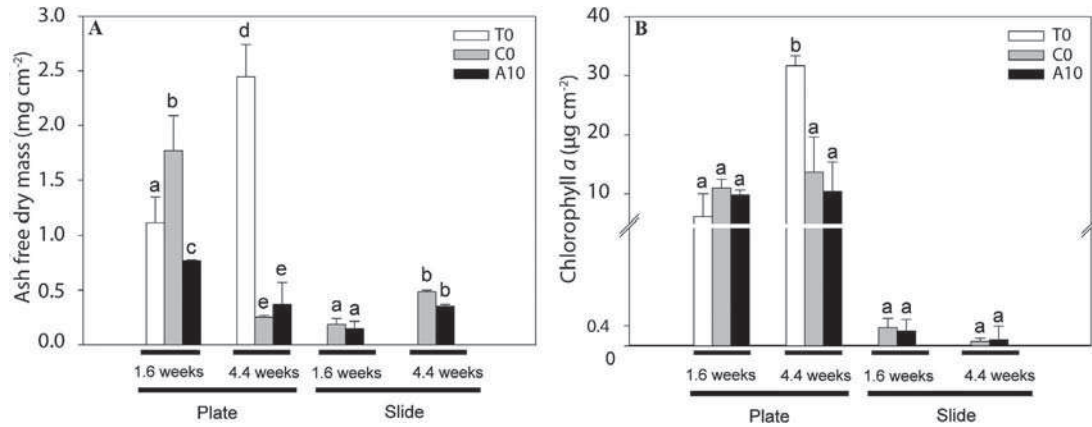 A
T0
C0
A10
Ash free dry mass (mg cm⁻²)
3.0
2.5
2.0
1.5
1.0
0.5
0.0
a
b
c
d
e
e
a
a
b
b
1.6 weeks
4.4 weeks
1.6 weeks
4.4 weeks
Plate
Slide
B
T0
C0
A10
Chlorophyll a (µg cm⁻²)
40
30
20
10
0.4
0
a
a
a
b
a
a
a
a
a
a
1.6 weeks
4.4 weeks
1.6 weeks
4.4 weeks
Plate
Slide